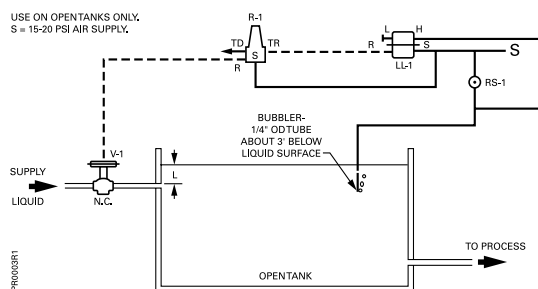 USE ON OPENTANKS ONLY.
S = 15-20 PSI AIR SUPPLY.
R-1
TD
TR
S
R
L
H
R
S
LL-1
S
RS-1
BUBBLER-
1/4" ODTUBE
ABOUT 3' BELOW
LIQUID SURFACE
V-1
SUPPLY
LIQUID
N.C.
L
TO PROCESS
OPENTANK
PR0003R1